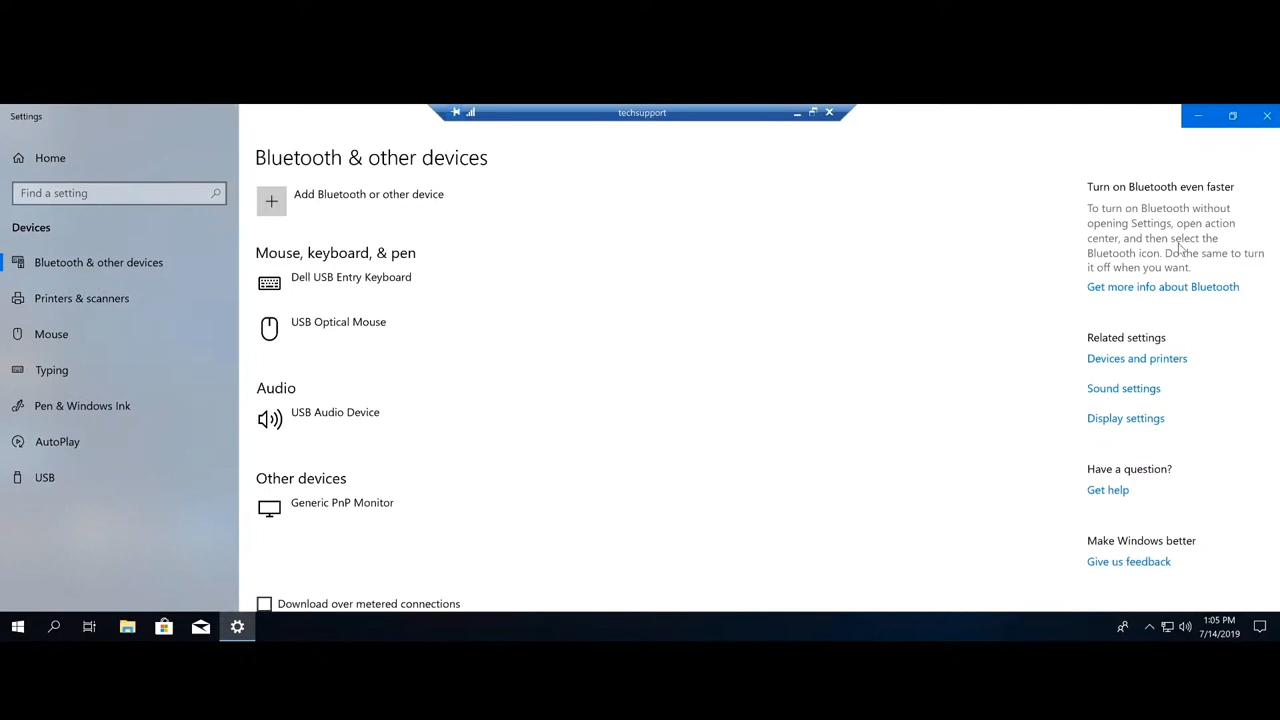 techsupport
Settings
Home
Find a setting
Devices
Bluetooth & other devices
Printers & scanners
Mouse
Typing
Pen & Windows Ink
AutoPlay
USB
Bluetooth & other devices
Add Bluetooth or other device
Mouse, keyboard, & pen
Dell USB Entry Keyboard
USB Optical Mouse
Audio
USB Audio Device
Other devices
Generic PnP Monitor
Download over metered connections
Turn on Bluetooth even faster
To turn on Bluetooth without
opening Settings, open action
center, and then select the
Bluetooth icon. Do the same to turn
it off when you want.
Get more info about Bluetooth
Related settings
Devices and printers
Sound settings
Display settings
Have a question?
Get help
Make Windows better
Give us feedback
1:05 PM
7/14/2019